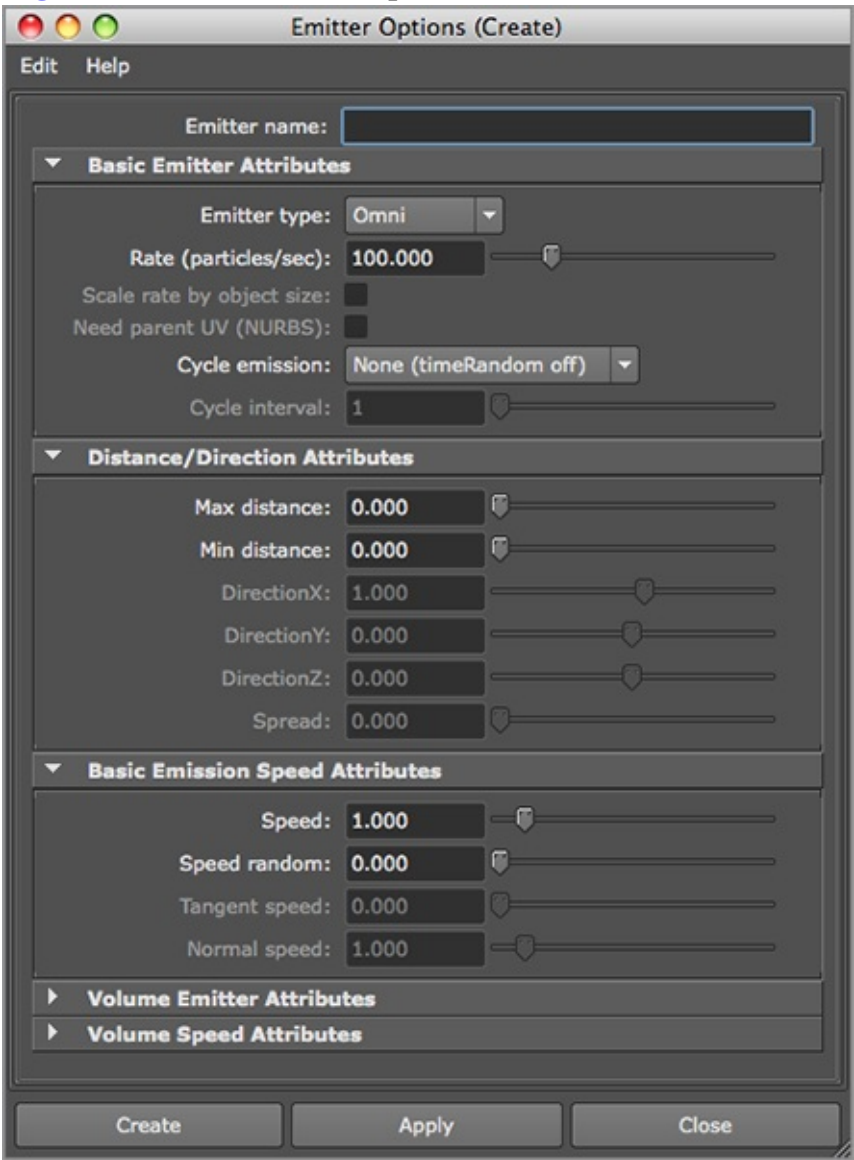 Emitter Options (Create)
Edit Help
Emitter name:
Basic Emitter Attributes
Emitter type: Omni
Rate (particles/sec): 100.000
Scale rate by object size:
Need parent UV (NURBS):
Cycle emission: None (timeRandom off)
Cycle interval: 1
Distance/Direction Attributes
Max distance: 0.000
Min distance: 0.000
DirectionX: 1.000
DirectionY: 0.000
DirectionZ: 0.000
Spread: 0.000
Basic Emission Speed Attributes
Speed: 1.000
Speed random: 0.000
Tangent speed: 0.000
Normal speed: 1.000
Volume Emitter Attributes
Volume Speed Attributes
Create Apply Close